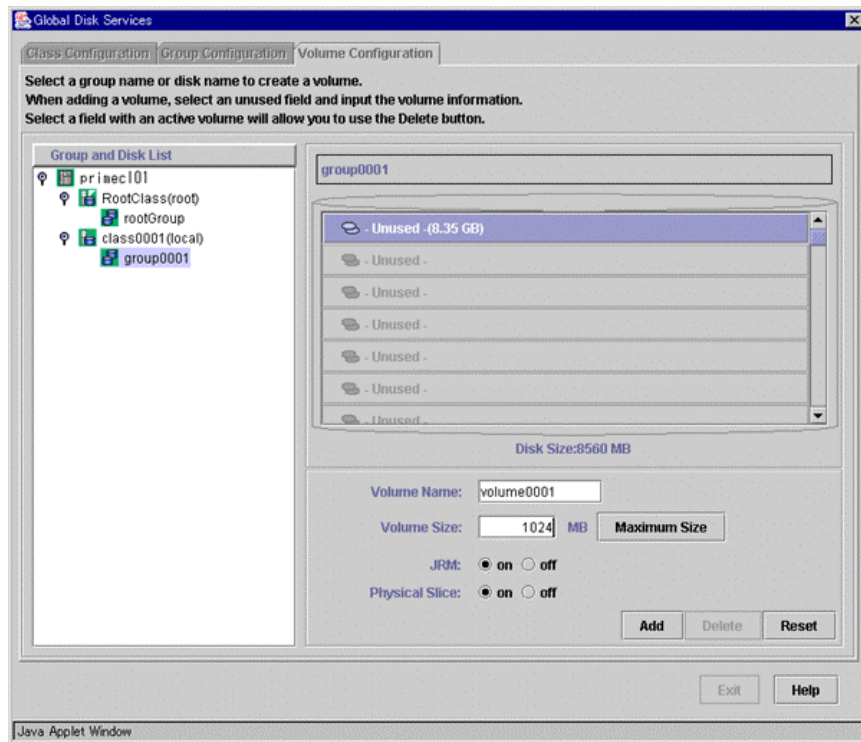 Global Disk Services
Class Configuration Group Configuration Volume Configuration
Select a group name or disk name to create a volume.
When adding a volume, select an unused field and input the volume information.
Select a field with an active volume will allow you to use the Delete button.
Group and Disk List
primecl01
RootClass(root)
rootGroup
class0001(local)
group0001
group0001
- Unused -(8.35 GB)
- Unused -
- Unused -
- Unused -
- Unused -
- Unused -
- Unused -
Disk Size:8560 MB
Volume Name: volume0001
Volume Size: 1024 MB Maximum Size
JRM: on off
Physical Slice: on off
Add Delete Reset
Exit Help
Java Applet Window